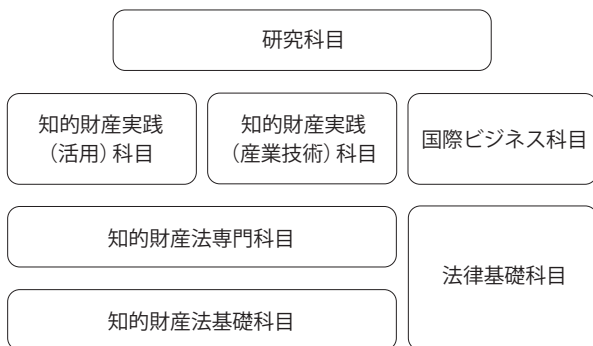 研究科目
知的財産実践
（活用）科目
知的財産実践
（産業技術）科目
国際ビジネス科目
知的財産法専門科目
法律基礎科目
知的財産法基礎科目